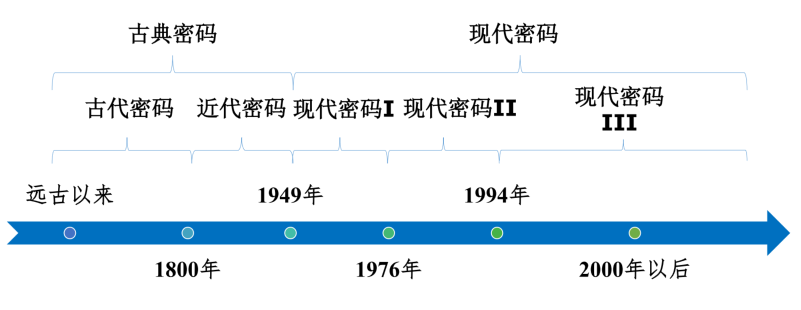 古典密码
现代密码
古代密码
近代密码
现代密码I
现代密码II
现代密码
III
远古以来
1949年
1994年
1800年
1976年
2000年以后